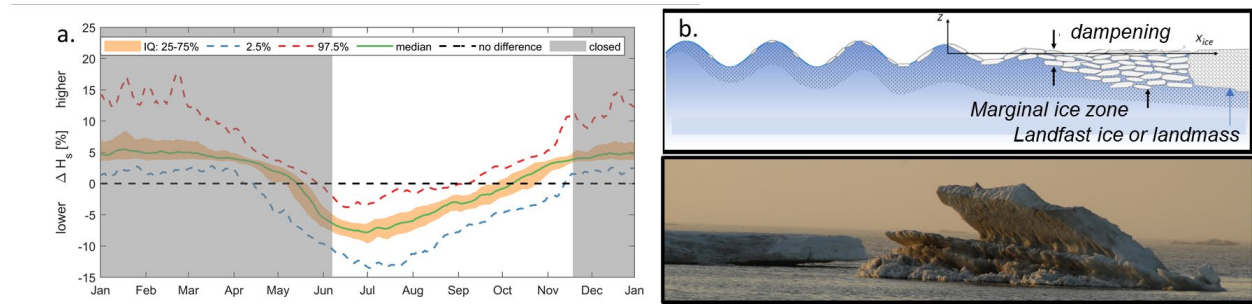 a.
IQ: 25-75% 2.5% 97.5% median no difference closed
25
20
15
10
5
0
-5
-10
-15
higher
Δ Hs [%]
lower
Jan Feb Mar Apr May Jun Jul Aug Sep Oct Nov Dec Jan
b.
z
dampening
xice
Marginal ice zone
Landfast ice or landmass